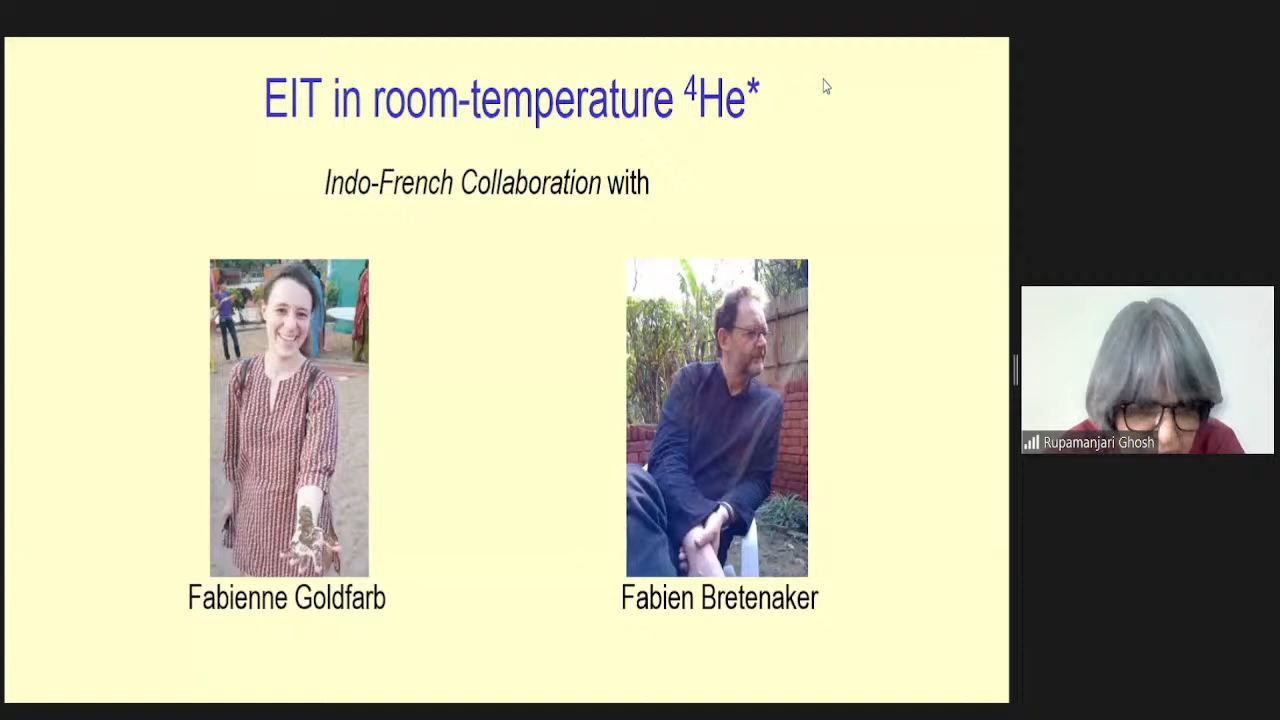 EIT in room-temperature ⁴He*
Indo-French Collaboration with
Fabienne Goldfarb
Fabien Bretenaker
Rupamanjari Ghosh